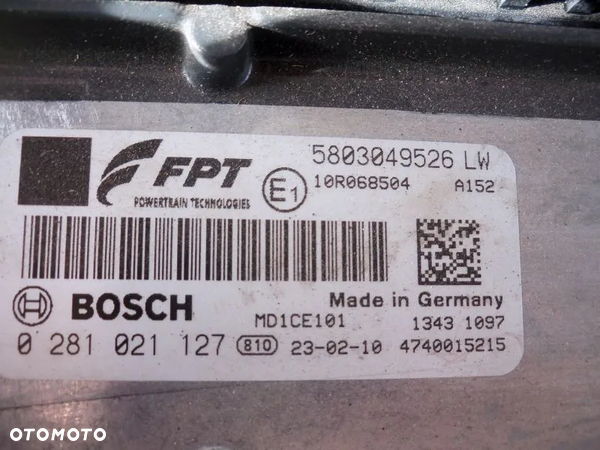 FPT
POWERTRAIN TECHNOLOGIES
E1
5803049526 LW
10R068504 A152
BOSCH
Made in Germany
MD1CE101
1343 1097
0 281 021 127 810 23-02-10 4740015215
OTOMOTO